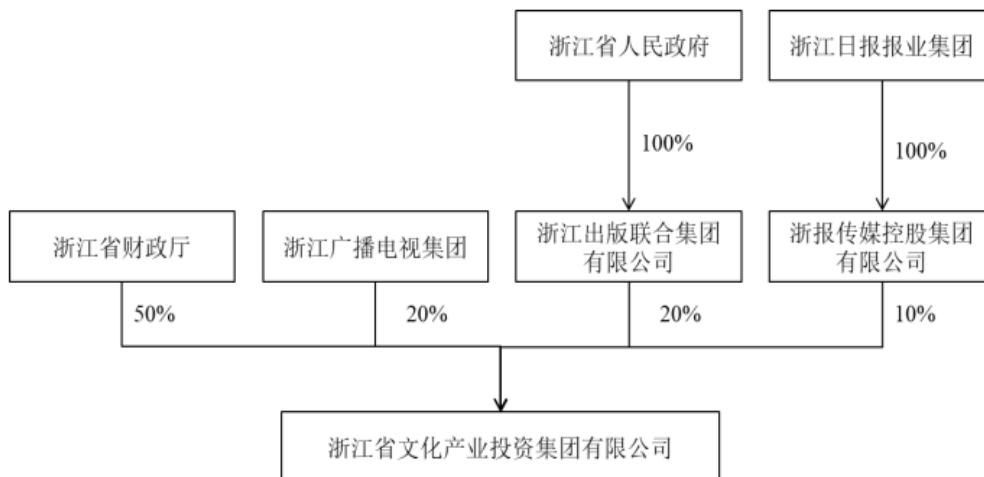 浙江省人民政府
浙江日报报业集团
100%
100%
浙江省财政厅
浙江广播电视集团
浙江出版联合集团
有限公司
浙报传媒控股集团
有限公司
50%
20%
20%
10%
浙江省文化产业投资集团有限公司